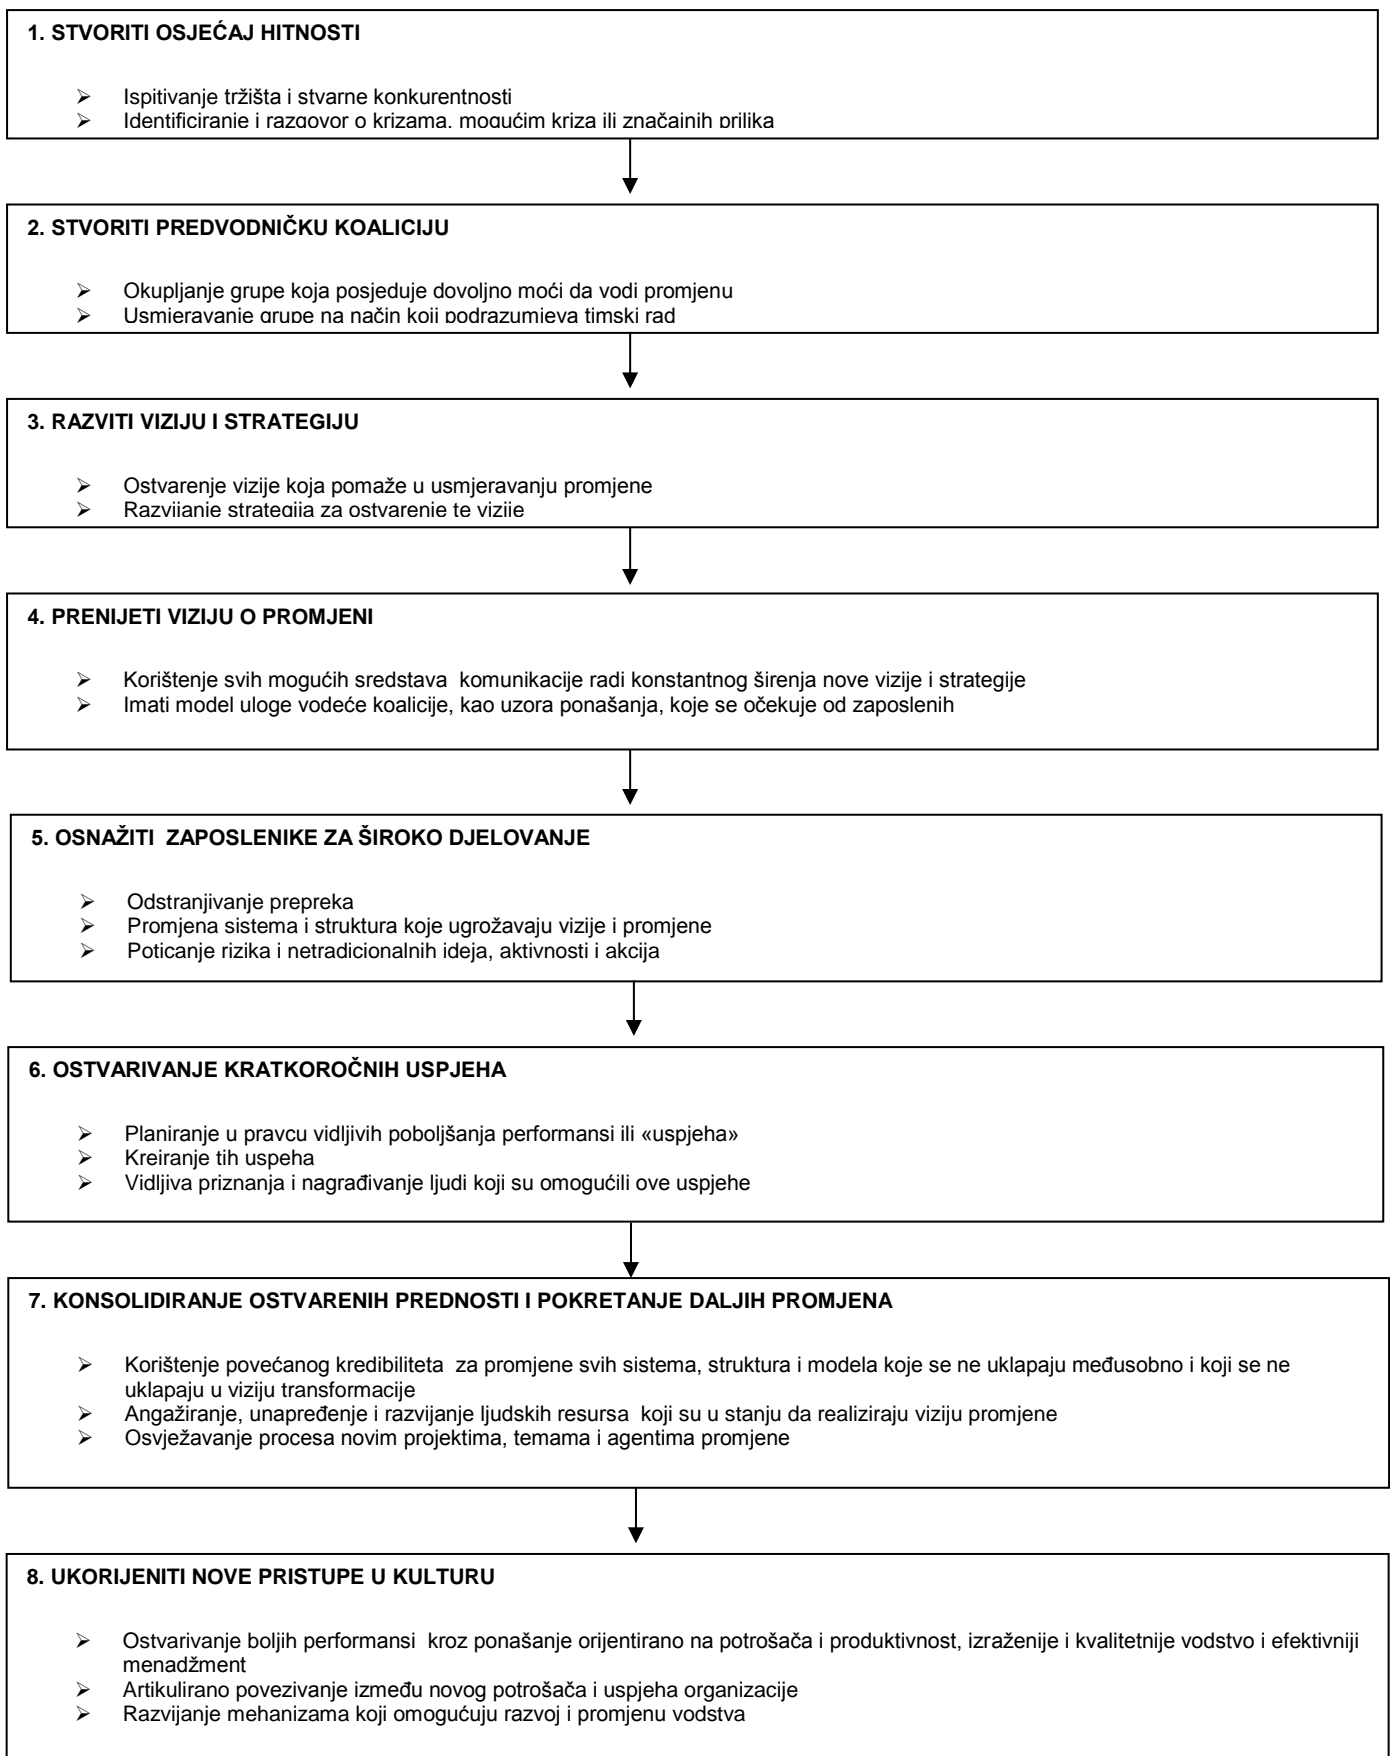 1. STVORITI OSJEĆAJ HITNOSTI
➢ Ispitivanje tržišta i stvarne konkurentnosti
➢ Identificiranje i razgovor o krizama, mogućim kriza ili značajnih prilika
2. STVORITI PREDVODNIČKU KOALICIJU
➢ Okupljanje grupe koja posjeduje dovoljno moći da vodi promjenu
➢ Usmjeravanje grupe na način koji podrazumjeva timski rad
3. RAZVITI VIZIJU I STRATEGIJU
➢ Ostvarenje vizije koja pomaže u usmjeravanju promjene
➢ Razvijanje strategija za ostvarenje te vizije
4. PRENIJETI VIZIJU O PROMJENI
➢ Korištenje svih mogućih sredstava komunikacije radi konstantnog širenja nove vizije i strategije
➢ Imati model uloge vodeće koalicije, kao uzora ponašanja, koje se očekuje od zaposlenih
5. OSNAŽITI ZAPOSLENIKE ZA ŠIROKO DJELOVANJE
➢ Odstranjivanje prepreka
➢ Promjena sistema i struktura koje ugrožavaju vizije i promjene
➢ Poticanje rizika i netradicionalnih ideja, aktivnosti i akcija
6. OSTVARIVANJE KRATKOROČNIH USPJEHA
➢ Planiranje u pravcu vidljivih poboljšanja performansi ili «uspjeha»
➢ Kreiranje tih uspeha
➢ Vidljiva priznanja i nagrađivanje ljudi koji su omogućili ove uspjehe
7. KONSOLIDIRANJE OSTVARENIH PREDNOSTI I POKRETANJE DALJIH PROMJENA
➢ Korištenje povećanog kredibiliteta za promjene svih sistema, struktura i modela koje se ne uklapaju međusobno i koji se ne
uklapaju u viziju transformacije
➢ Angažiranje, unapređenje i razvijanje ljudskih resursa koji su u stanju da realiziraju viziju promjene
➢ Osvježavanje procesa novim projektima, temama i agentima promjene
8. UKORIJENITI NOVE PRISTUPE U KULTURU
➢ Ostvarivanje boljih performansi kroz ponašanje orijentirano na potrošača i produktivnost, izraženije i kvalitetnije vodstvo i efektivniji
menadžment
➢ Artikulirano povezivanje između novog potrošača i uspjeha organizacije
➢ Razvijanje mehanizama koji omogućuju razvoj i promjenu vodstva